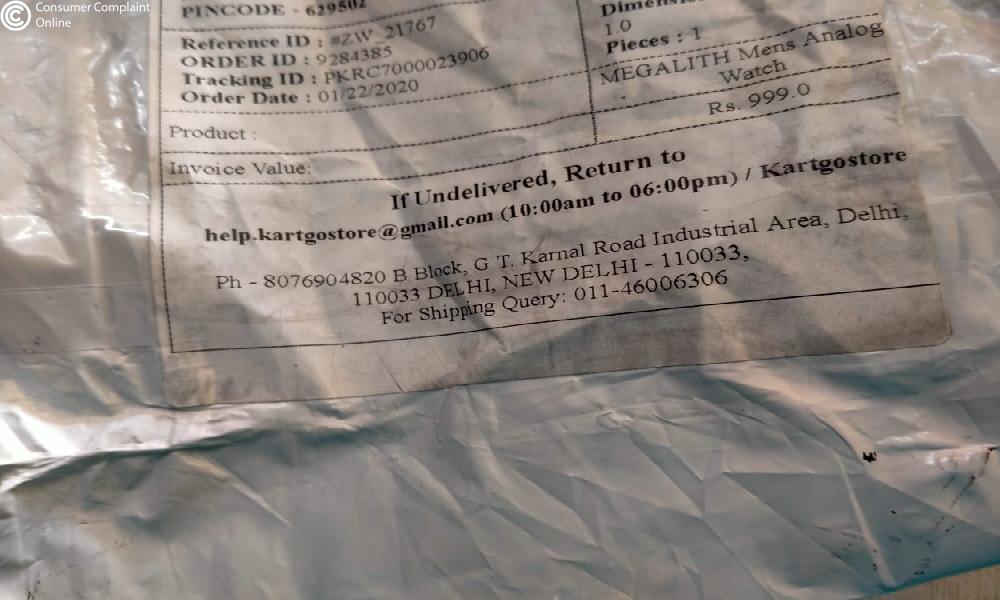 Consumer Complaint
Online
PINCODE - 629502
Reference ID : #ZW_21767
ORDER ID : 9284385
Tracking ID : PKRC7000023906
Order Date : 01/22/2020
1.0
Pieces : 1
MEGALITH Mens Analog
Watch
Product :
Rs. 999.0
Invoice Value:
If Undelivered, Return to
help.kartgostore@gmail.com (10:00am to 06:00pm) / Kartgostore
Ph - 8076904820 B Block, G T. Karnal Road Industrial Area, Delhi,
110033 DELHI, NEW DELHI - 110033,
For Shipping Query: 011-46006306